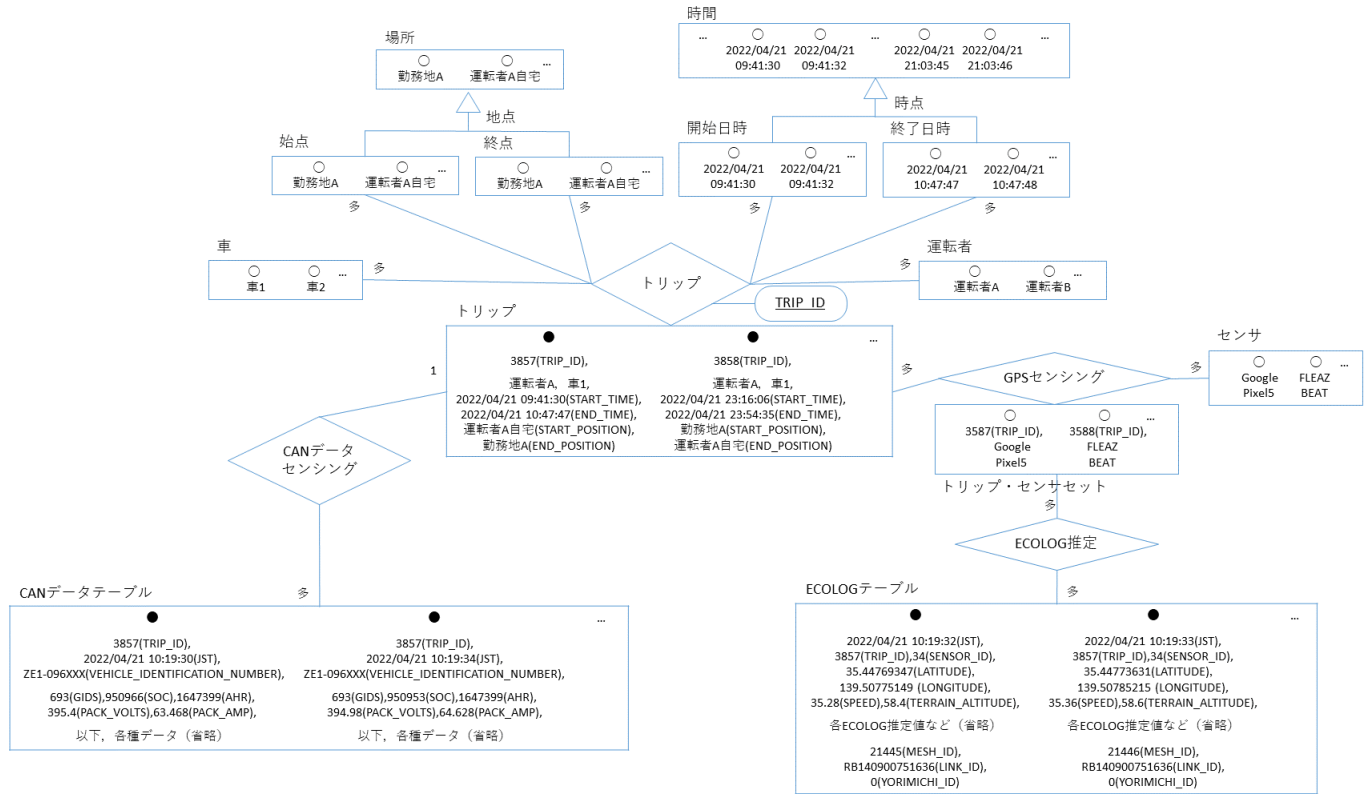 時間
… 〇 〇 … 〇 〇 …
2022/04/21 2022/04/21 2022/04/21 2022/04/21
09:41:30 09:41:32 21:03:45 21:03:46
場所
〇 〇 …
勤務地A 運転者A自宅
地点
時点
始点
〇 〇 …
勤務地A 運転者A自宅
終点
〇 〇 …
勤務地A 運転者A自宅
開始日時
〇 〇 …
2022/04/21 2022/04/21
09:41:30 09:41:32
終了日時
〇 〇 …
2022/04/21 2022/04/21
10:47:47 10:47:48
多 多 多 多
車
〇 〇 …
車1 車2
多
トリップ
TRIP_ID
多
運転者
〇 〇 …
運転者A 運転者B
トリップ
● ● …
3857(TRIP_ID), 3858(TRIP_ID),
運転者A, 車1, 運転者A, 車1,
2022/04/21 09:41:30(START_TIME), 2022/04/21 23:16:06(START_TIME),
2022/04/21 10:47:47(END_TIME), 2022/04/21 23:54:35(END_TIME),
運転者A自宅(START_POSITION), 勤務地A(START_POSITION),
勤務地A(END_POSITION) 運転者A自宅(END_POSITION)
1
多
GPSセンシング
多
センサ
〇 〇 …
Google FLEAZ
Pixel5 BEAT
〇 〇 …
3587(TRIP_ID), 3588(TRIP_ID),
Google FLEAZ
Pixel5 BEAT
トリップ・センサセット
多
CANデータ
センシング
ECOLOG推定
多
多
CANデータテーブル
● ● …
3857(TRIP_ID), 3857(TRIP_ID),
2022/04/21 10:19:30(JST), 2022/04/21 10:19:34(JST),
ZE1-096XXX(VEHICLE_IDENTIFICATION_NUMBER), ZE1-096XXX(VEHICLE_IDENTIFICATION_NUMBER),
693(GIDS),950966(SOC),1647399(AHR), 693(GIDS),950953(SOC),1647399(AHR),
395.4(PACK_VOLTS),63.468(PACK_AMP), 394.98(PACK_VOLTS),64.628(PACK_AMP),
以下, 各種データ（省略） 以下, 各種データ（省略）
ECOLOGテーブル
● ● …
2022/04/21 10:19:32(JST), 2022/04/21 10:19:33(JST),
3857(TRIP_ID),34(SENSOR_ID), 3857(TRIP_ID),34(SENSOR_ID),
35.44769347(LATITUDE), 35.44773631(LATITUDE),
139.50775149 (LONGITUDE), 139.50785215 (LONGITUDE),
35.28(SPEED),58.4(TERRAIN_ALTITUDE), 35.36(SPEED),58.6(TERRAIN_ALTITUDE),
各ECOLOG推定値など（省略） 各ECOLOG推定値など（省略）
21445(MESH_ID), 21446(MESH_ID),
RB140900751636(LINK_ID), RB140900751636(LINK_ID),
0(YORIMICHI_ID) 0(YORIMICHI_ID)